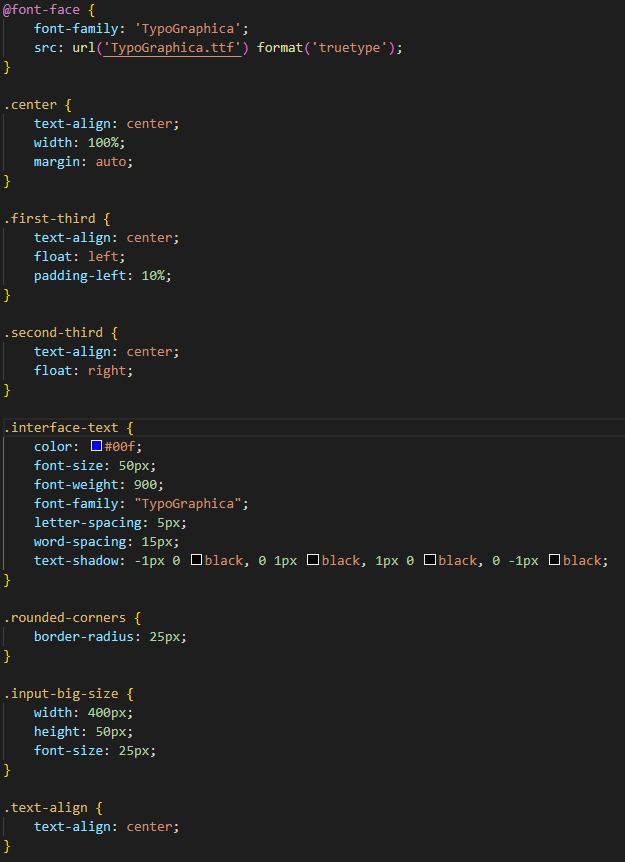 @font-face {
    font-family: 'TypoGraphica';
    src: url('TypoGraphica.ttf') format('truetype');
}

.center {
    text-align: center;
    width: 100%;
    margin: auto;
}

.first-third {
    text-align: center;
    float: left;
    padding-left: 10%;
}

.second-third {
    text-align: center;
    float: right;
}

.interface-text {
    color: #00f;
    font-size: 50px;
    font-weight: 900;
    font-family: "TypoGraphica";
    letter-spacing: 5px;
    word-spacing: 15px;
    text-shadow: -1px 0 black, 0 1px black, 1px 0 black, 0 -1px black;
}

.rounded-corners {
    border-radius: 25px;
}

.input-big-size {
    width: 400px;
    height: 50px;
    font-size: 25px;
}

.text-align {
    text-align: center;
}